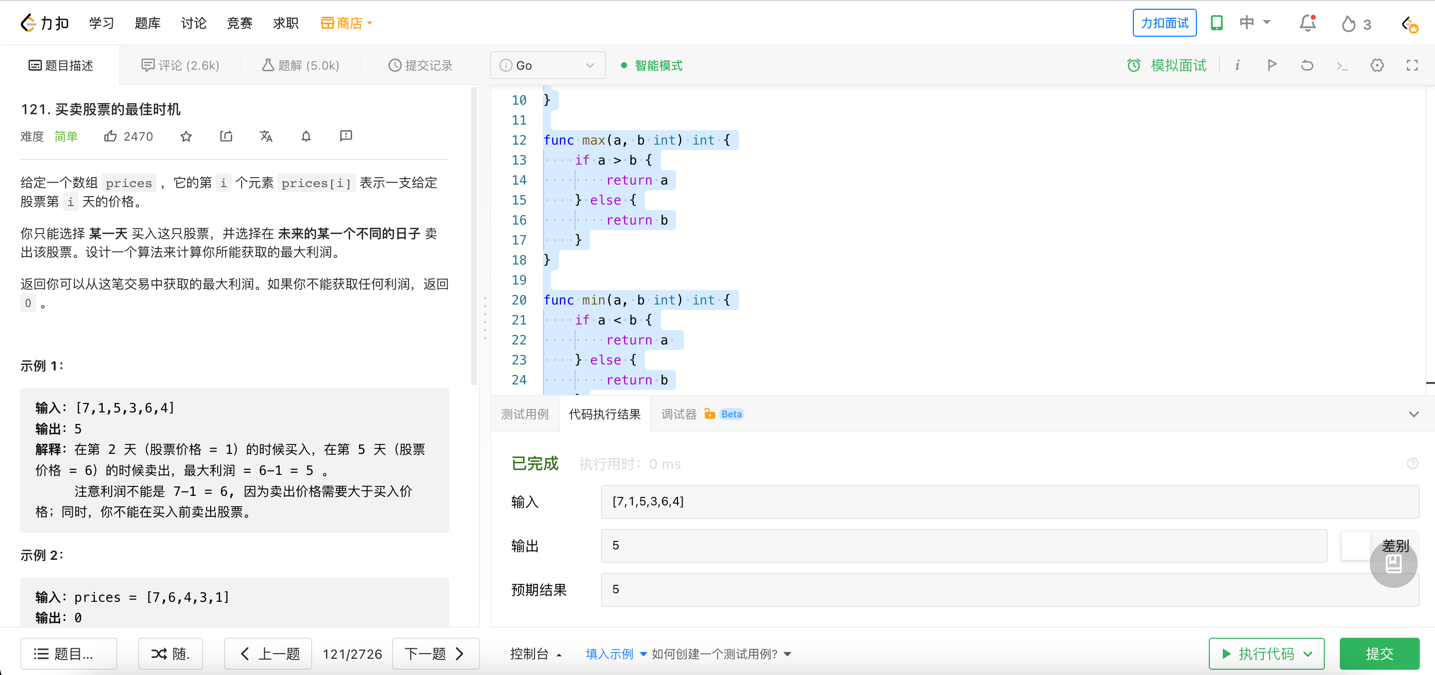 力扣 学习 题库 讨论 竞赛 求职 商店 力扣面试 中 3
题目描述 评论 (2.6k) 题解 (5.0k) 提交记录
121. 买卖股票的最佳时机
难度 简单 2470
给定一个数组 prices ，它的第 i 个元素 prices[i] 表示一支给定
股票第 i 天的价格。
你只能选择 某一天 买入这只股票，并选择在 未来的某一个不同的日子 卖
出该股票。设计一个算法来计算你所能获取的最大利润。
返回你可以从这笔交易中获取的最大利润。如果你不能获取任何利润，返回
0 。
示例 1：
输入：[7,1,5,3,6,4]
输出：5
解释：在第 2 天（股票价格 = 1）的时候买入，在第 5 天（股票
价格 = 6）的时候卖出，最大利润 = 6-1 = 5 。
注意利润不能是 7-1 = 6, 因为卖出价格需要大于买入价
格；同时，你不能在买入前卖出股票。
示例 2：
输入：prices = [7,6,4,3,1]
输出：0
题目... 随. 上一题 121/2726 下一题
Go 智能模式 模拟面试
10 }
11
12 func max(a, b int) int {
13 if a > b {
14 return a
15 } else {
16 return b
17 }
18 }
19
20 func min(a, b int) int {
21 if a < b {
22 return a
23 } else {
24 return b
测试用例 代码执行结果 调试器 Beta
已完成 执行用时：0 ms
输入 [7,1,5,3,6,4]
输出 5 差别
预期结果 5
控制台 填入示例 如何创建一个测试用例? 执行代码 提交